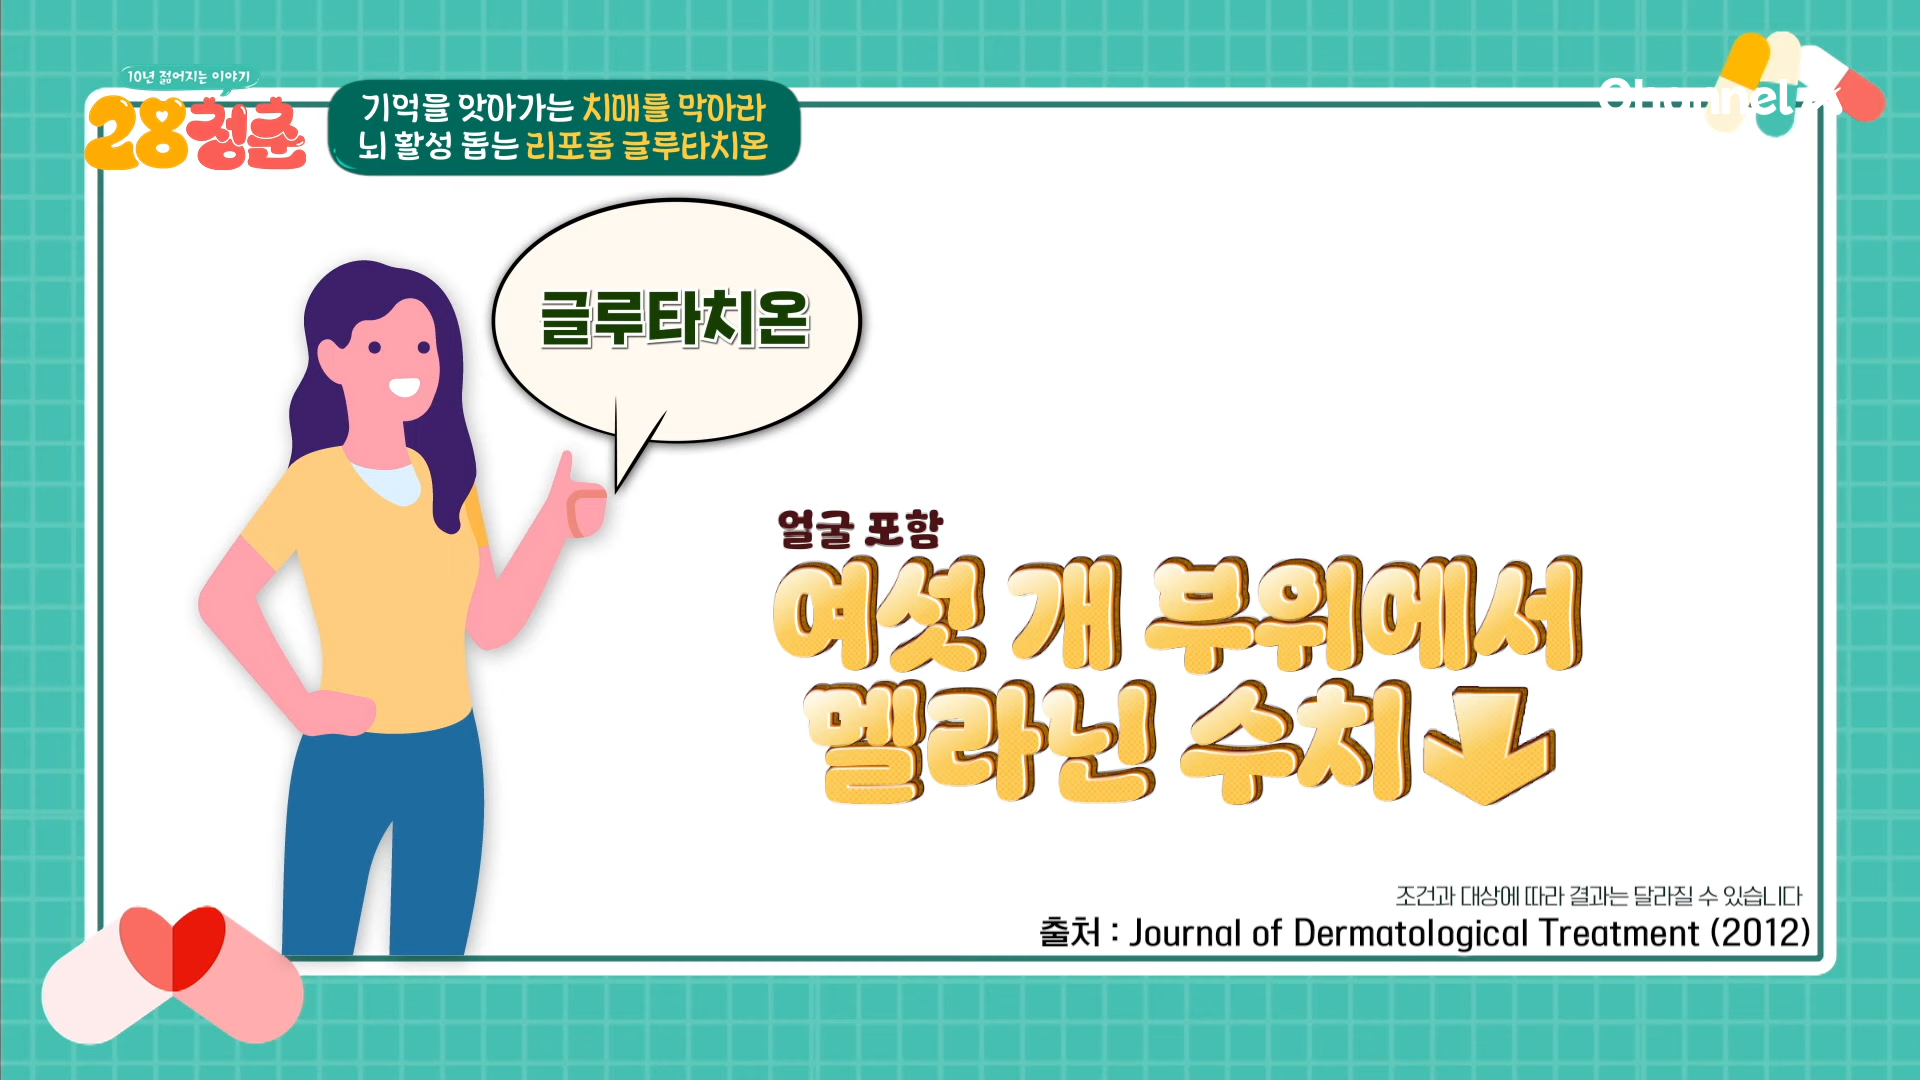 10년 젊어지는 이야기
28청춘
기억을 앗아가는 치매를 막아라
뇌 활성 돕는 리포좀 글루타치온
Channel A
글루타치온
얼굴 포함
여섯 개 부위에서
멜라닌 수치
조건과 대상에 따라 결과는 달라질 수 있습니다
출처 : Journal of Dermatological Treatment (2012)